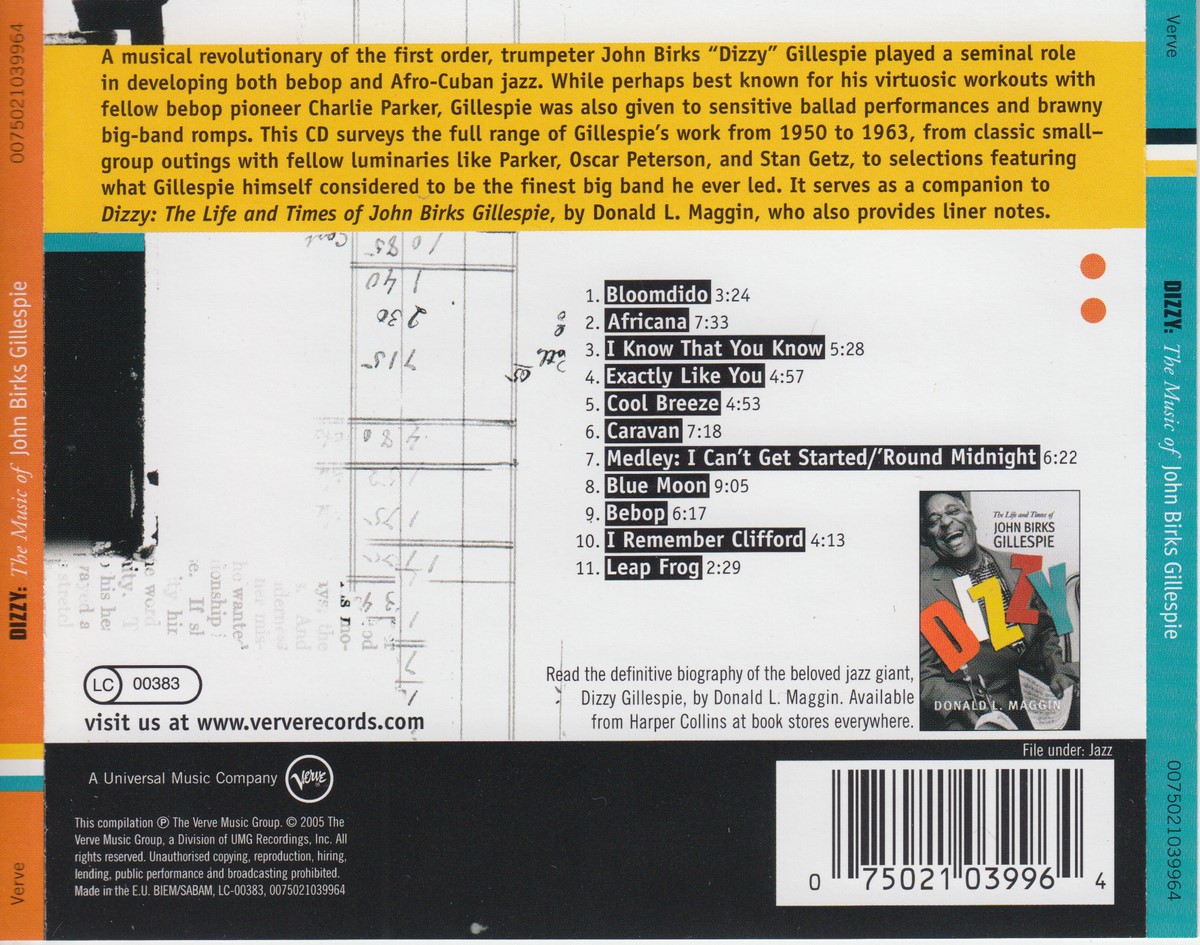 A musical revolutionary of the first order, trumpeter John Birks “Dizzy” Gillespie played a seminal role
in developing both bebop and Afro-Cuban jazz. While perhaps best known for his virtuosic workouts with
fellow bebop pioneer Charlie Parker, Gillespie was also given to sensitive ballad performances and brawny
big-band romps. This CD surveys the full range of Gillespie’s work from 1950 to 1963, from classic small–
group outings with fellow luminaries like Parker, Oscar Peterson, and Stan Getz, to selections featuring
what Gillespie himself considered to be the finest big band he ever led. It serves as a companion to
Dizzy: The Life and Times of John Birks Gillespie, by Donald L. Maggin, who also provides liner notes.
1. Bloomdido 3:24
2. Africana 7:33
3. I Know That You Know 5:28
4. Exactly Like You 4:57
5. Cool Breeze 4:53
6. Caravan 7:18
7. Medley: I Can’t Get Started/’Round Midnight 6:22
8. Blue Moon 9:05
9. Bebop 6:17
10. I Remember Clifford 4:13
11. Leap Frog 2:29
The Life and Times of
JOHN BIRKS
GILLESPIE
DIZZY
DONALD L. MAGGIN
Read the definitive biography of the beloved jazz giant,
Dizzy Gillespie, by Donald L. Maggin. Available
from Harper Collins at book stores everywhere.
LC 00383
visit us at www.ververecords.com
File under: Jazz
A Universal Music Company Verve
This compilation ℗ The Verve Music Group. © 2005 The
Verve Music Group, a Division of UMG Recordings, Inc. All
rights reserved. Unauthorised copying, reproduction, hiring,
lending, public performance and broadcasting prohibited.
Made in the E.U. BIEM/SABAM, LC-00383, 0075021039964
0 75021 03996 4
Verve
DIZZY: The Music of John Birks Gillespie
0075021039964
Verve
DIZZY: The Music of John Birks Gillespie
0075021039964